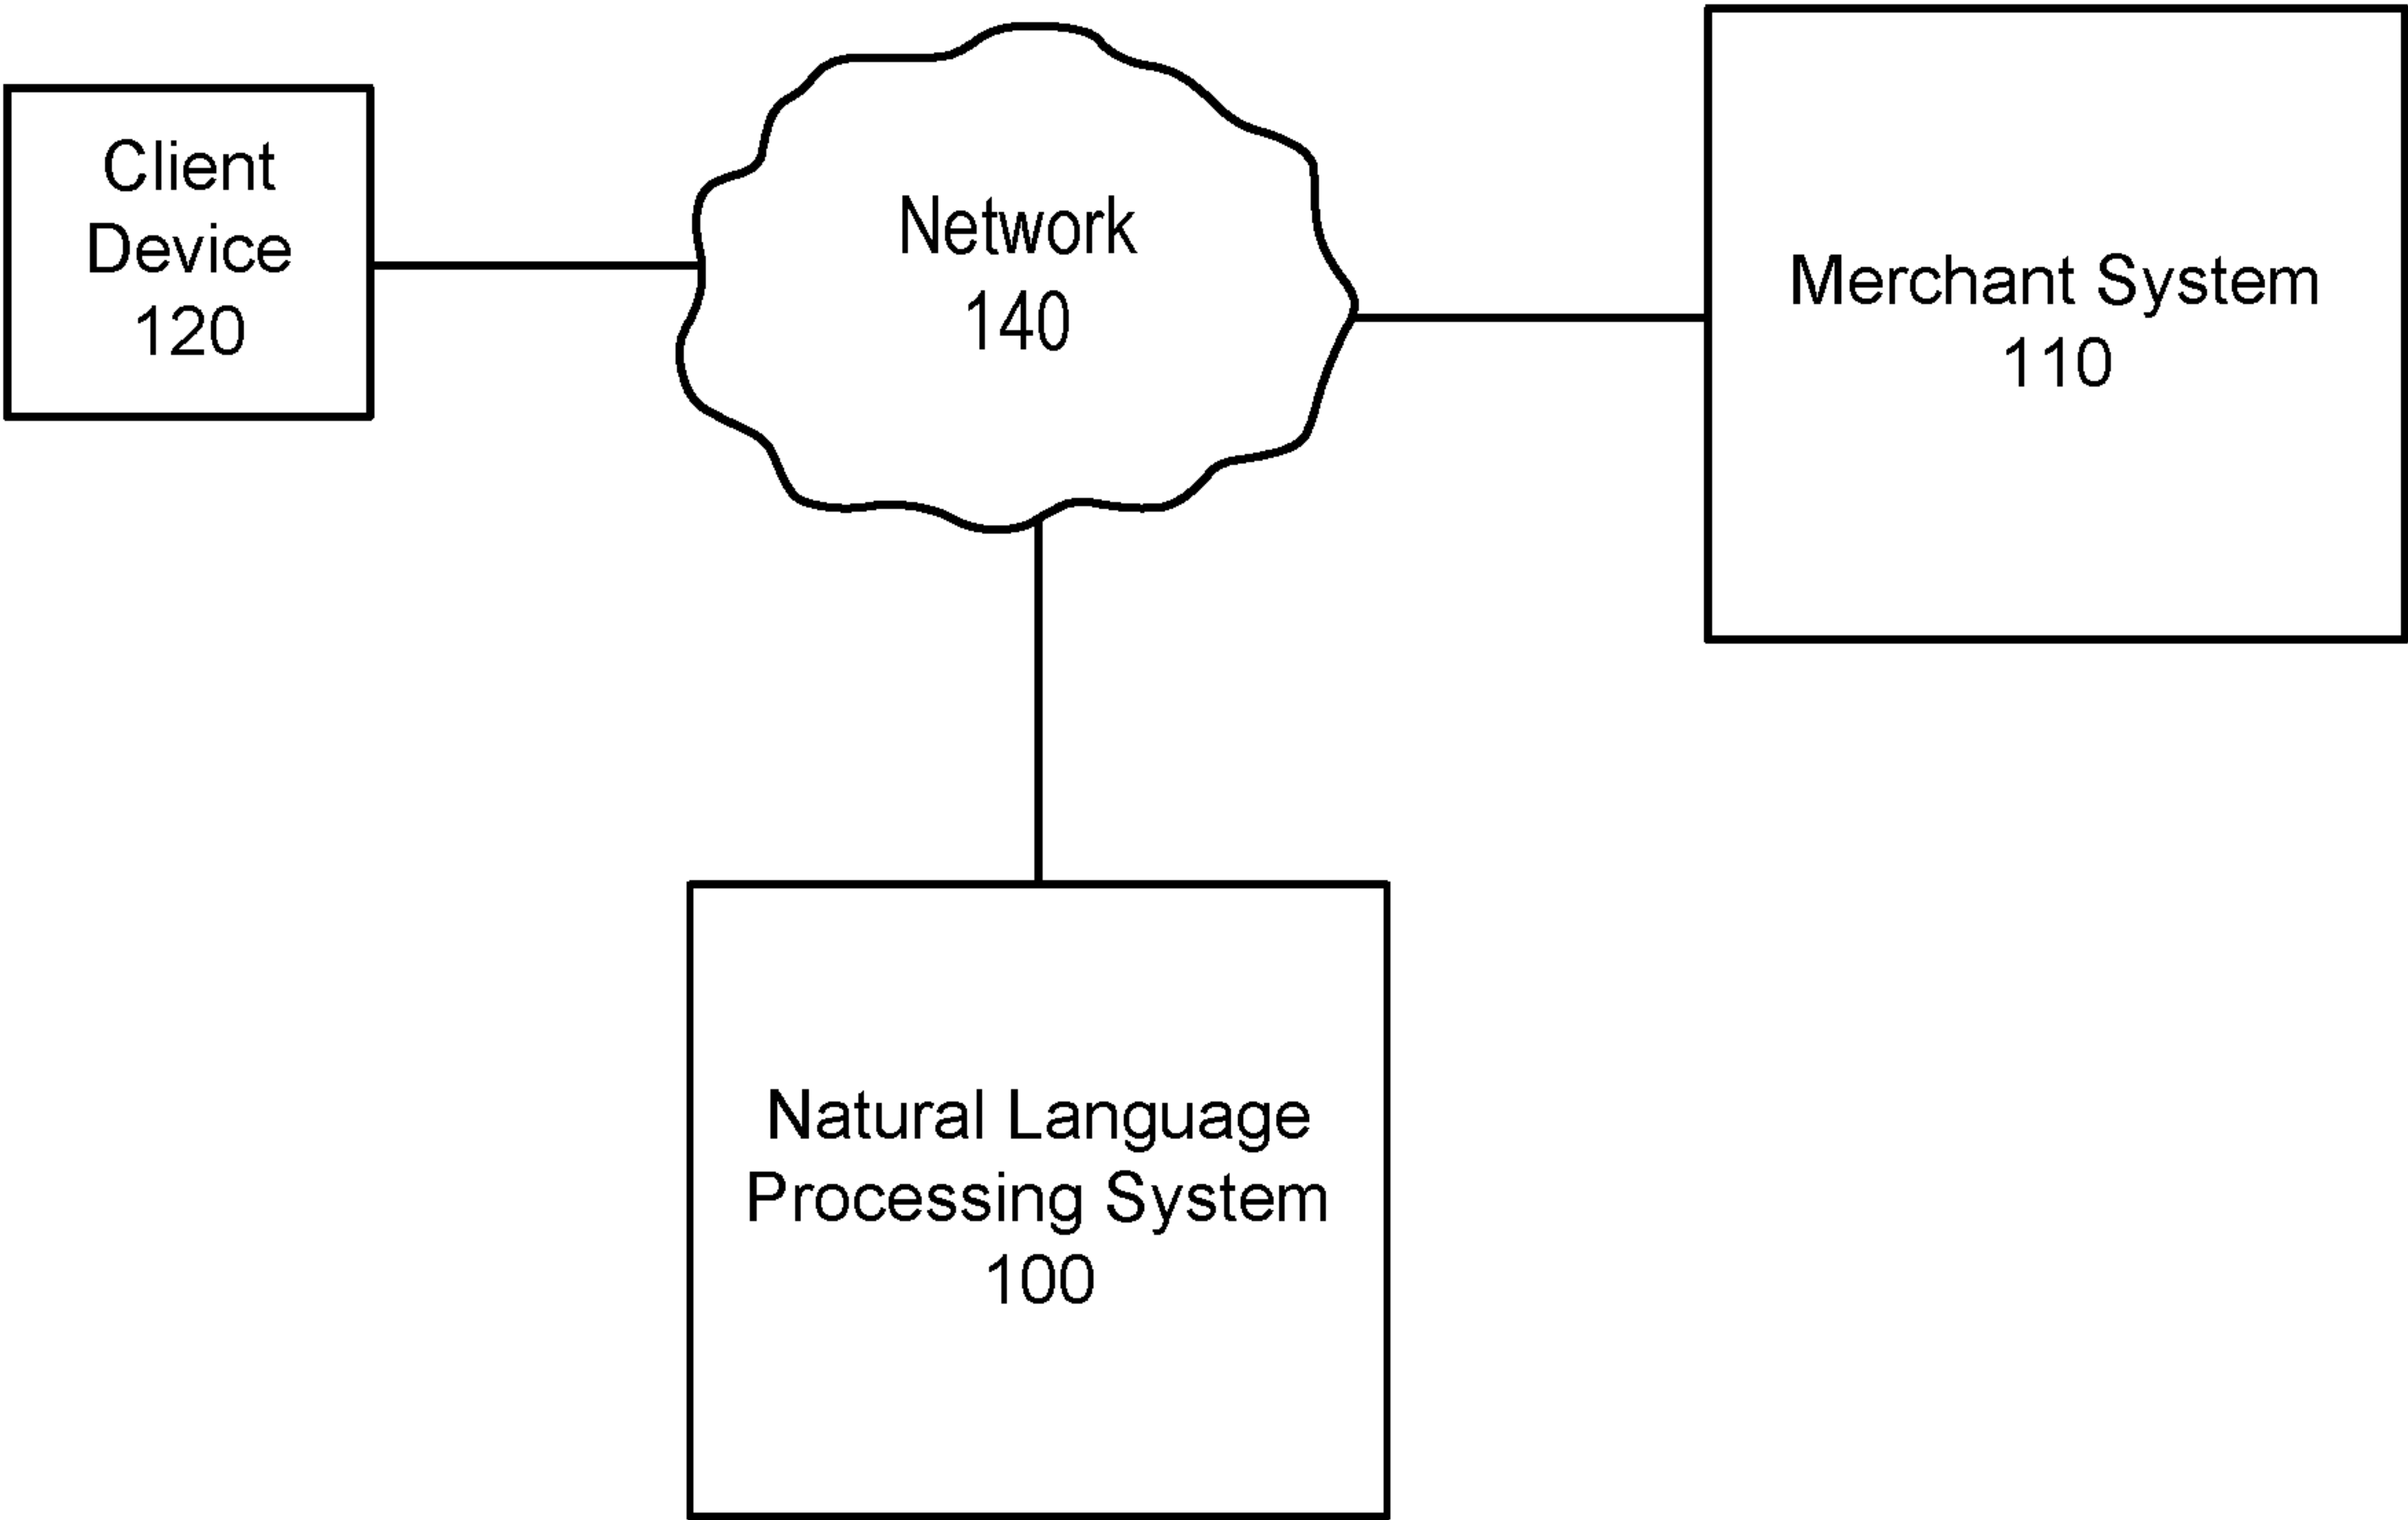 Client
Device
120
Network
140
Merchant System
110
Natural Language
Processing System
100